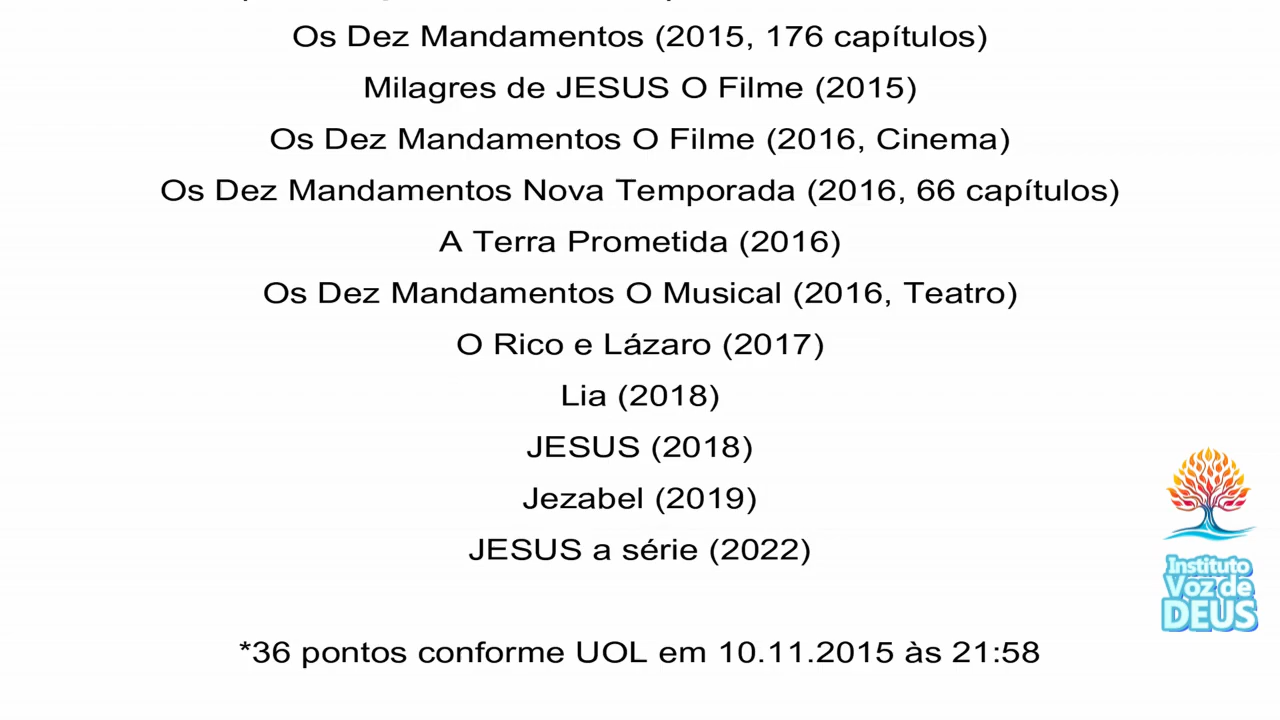 Os Dez Mandamentos (2015, 176 capítulos)
Milagres de JESUS O Filme (2015)
Os Dez Mandamentos O Filme (2016, Cinema)
Os Dez Mandamentos Nova Temporada (2016, 66 capítulos)
A Terra Prometida (2016)
Os Dez Mandamentos O Musical (2016, Teatro)
O Rico e Lázaro (2017)
Lia (2018)
JESUS (2018)
Jezabel (2019)
JESUS a série (2022)
Instituto
Voz de
DEUS
*36 pontos conforme UOL em 10.11.2015 às 21:58